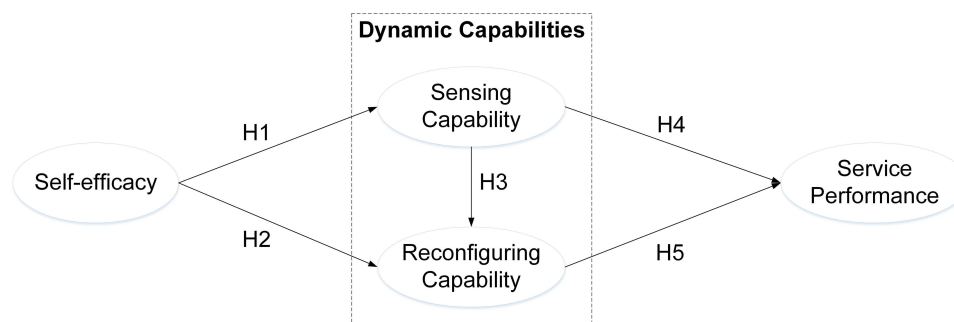 Dynamic Capabilities
Sensing
Capability
H1
H4
Self-efficacy
H3
Service
Performance
H2
Reconfiguring
Capability
H5